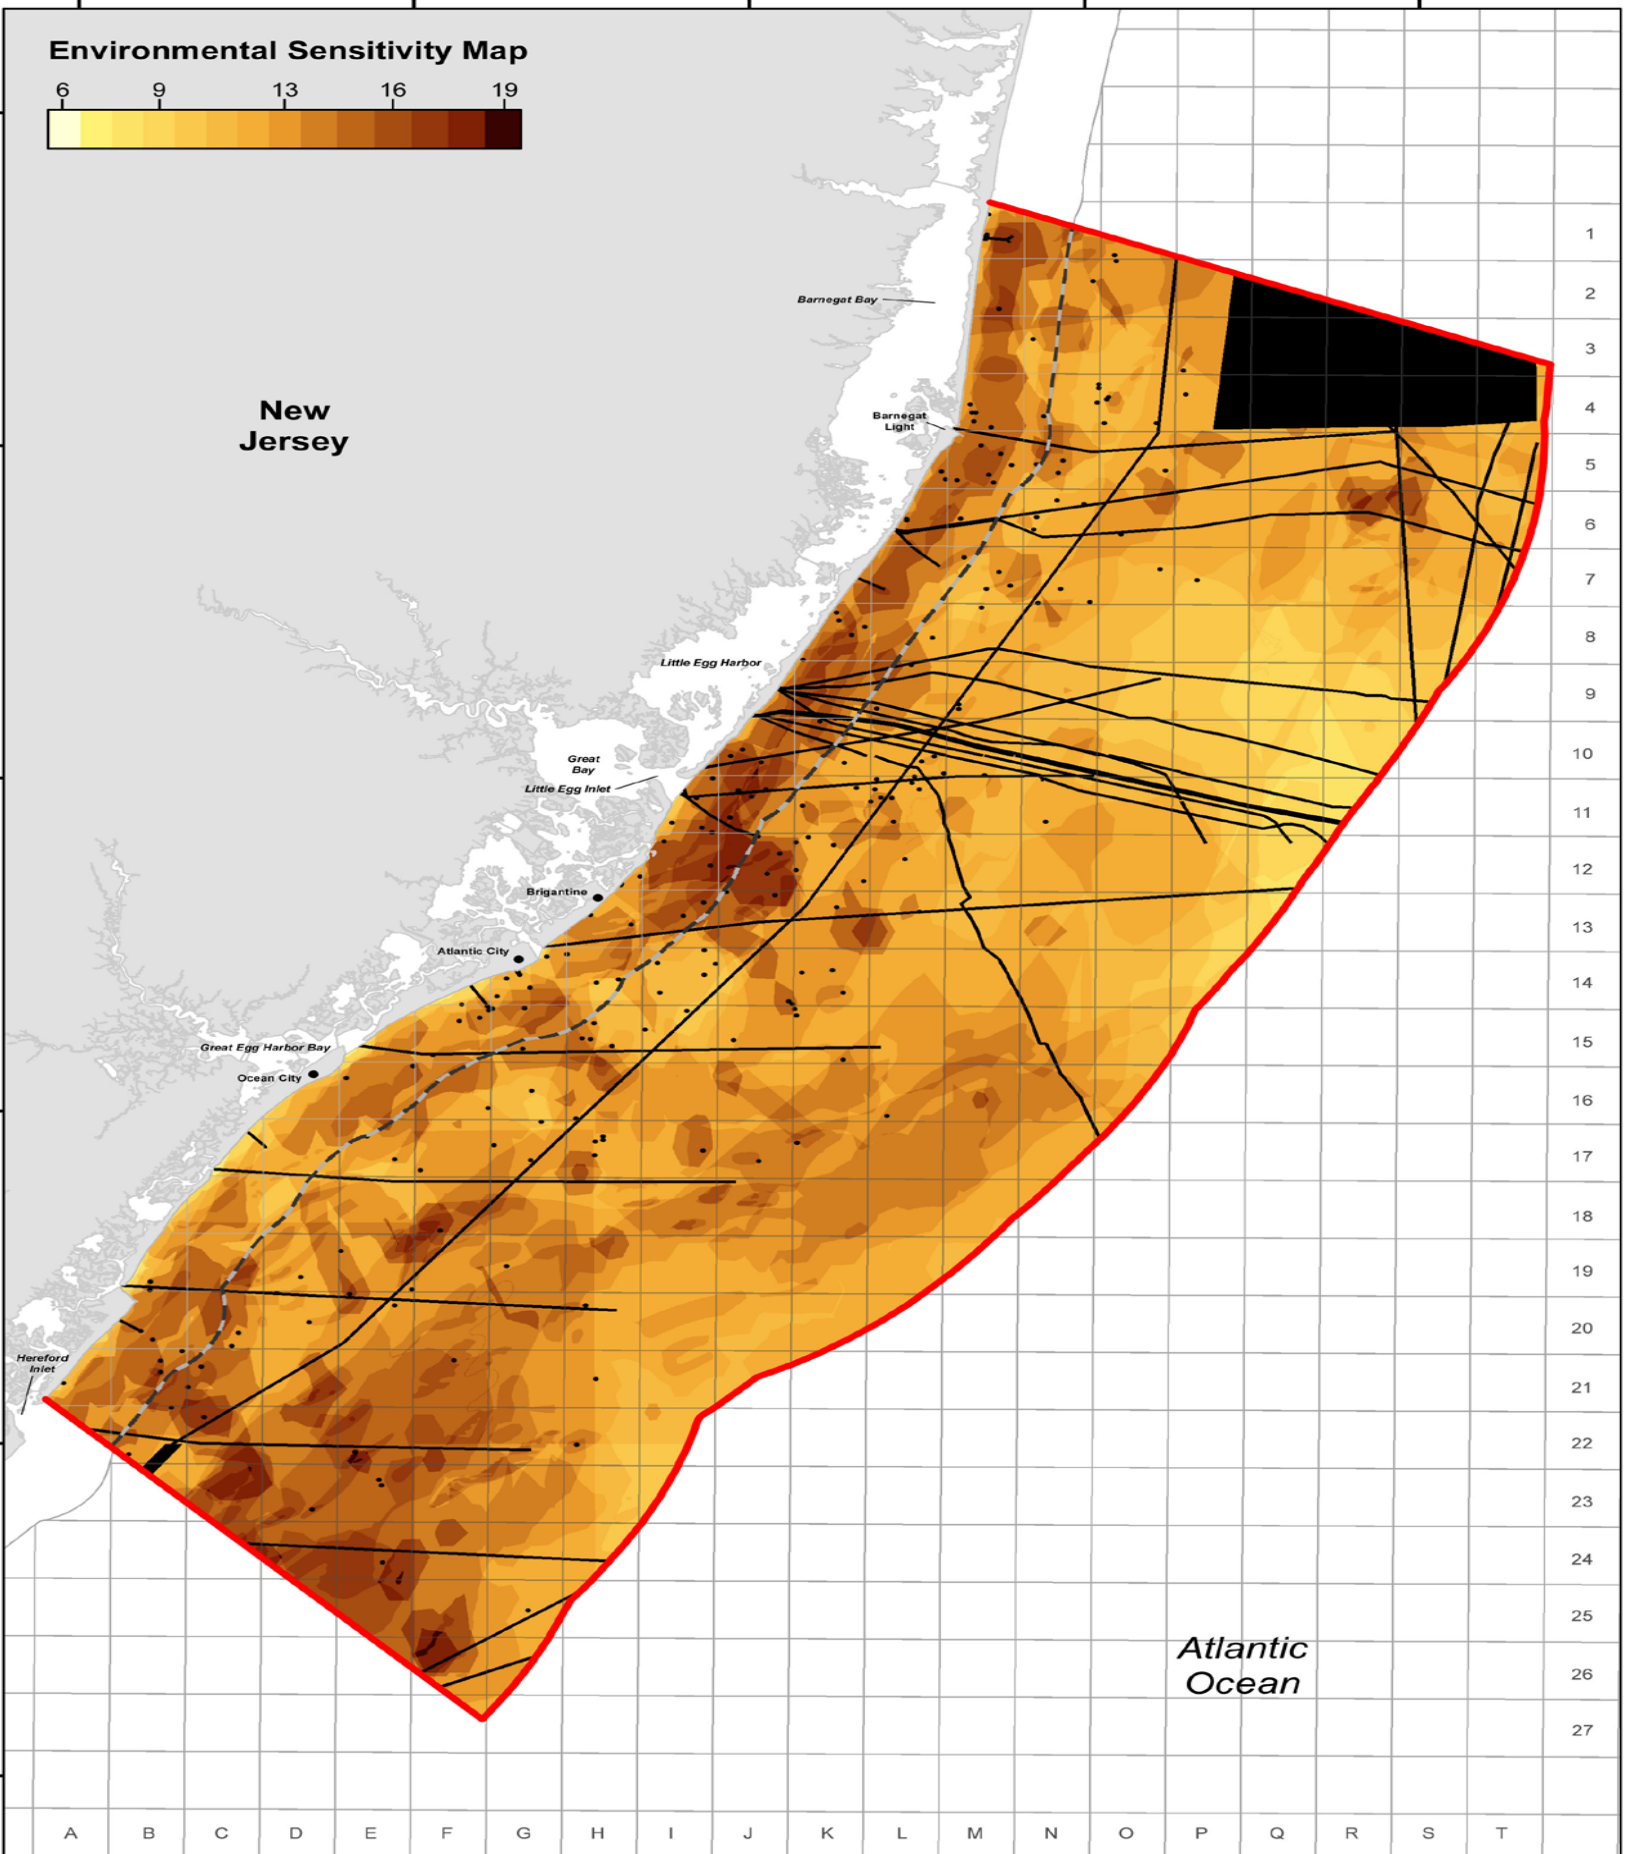 Environmental Sensitivity Map
6 9 13 16 19
1
Barnegat Bay
2
3
New
Jersey
Barnegat
Light
4
5
6
7
8
Little Egg Harbor
9
Great
Bay
10
Little Egg Inlet
11
12
Brigantine
13
Atlantic City
14
15
Great Egg Harbor Bay
Ocean City
16
17
18
19
20
Hereford
Inlet
21
22
23
24
25
Atlantic
Ocean
26
27
A B C D E F G H I J K L M N O P Q R S T